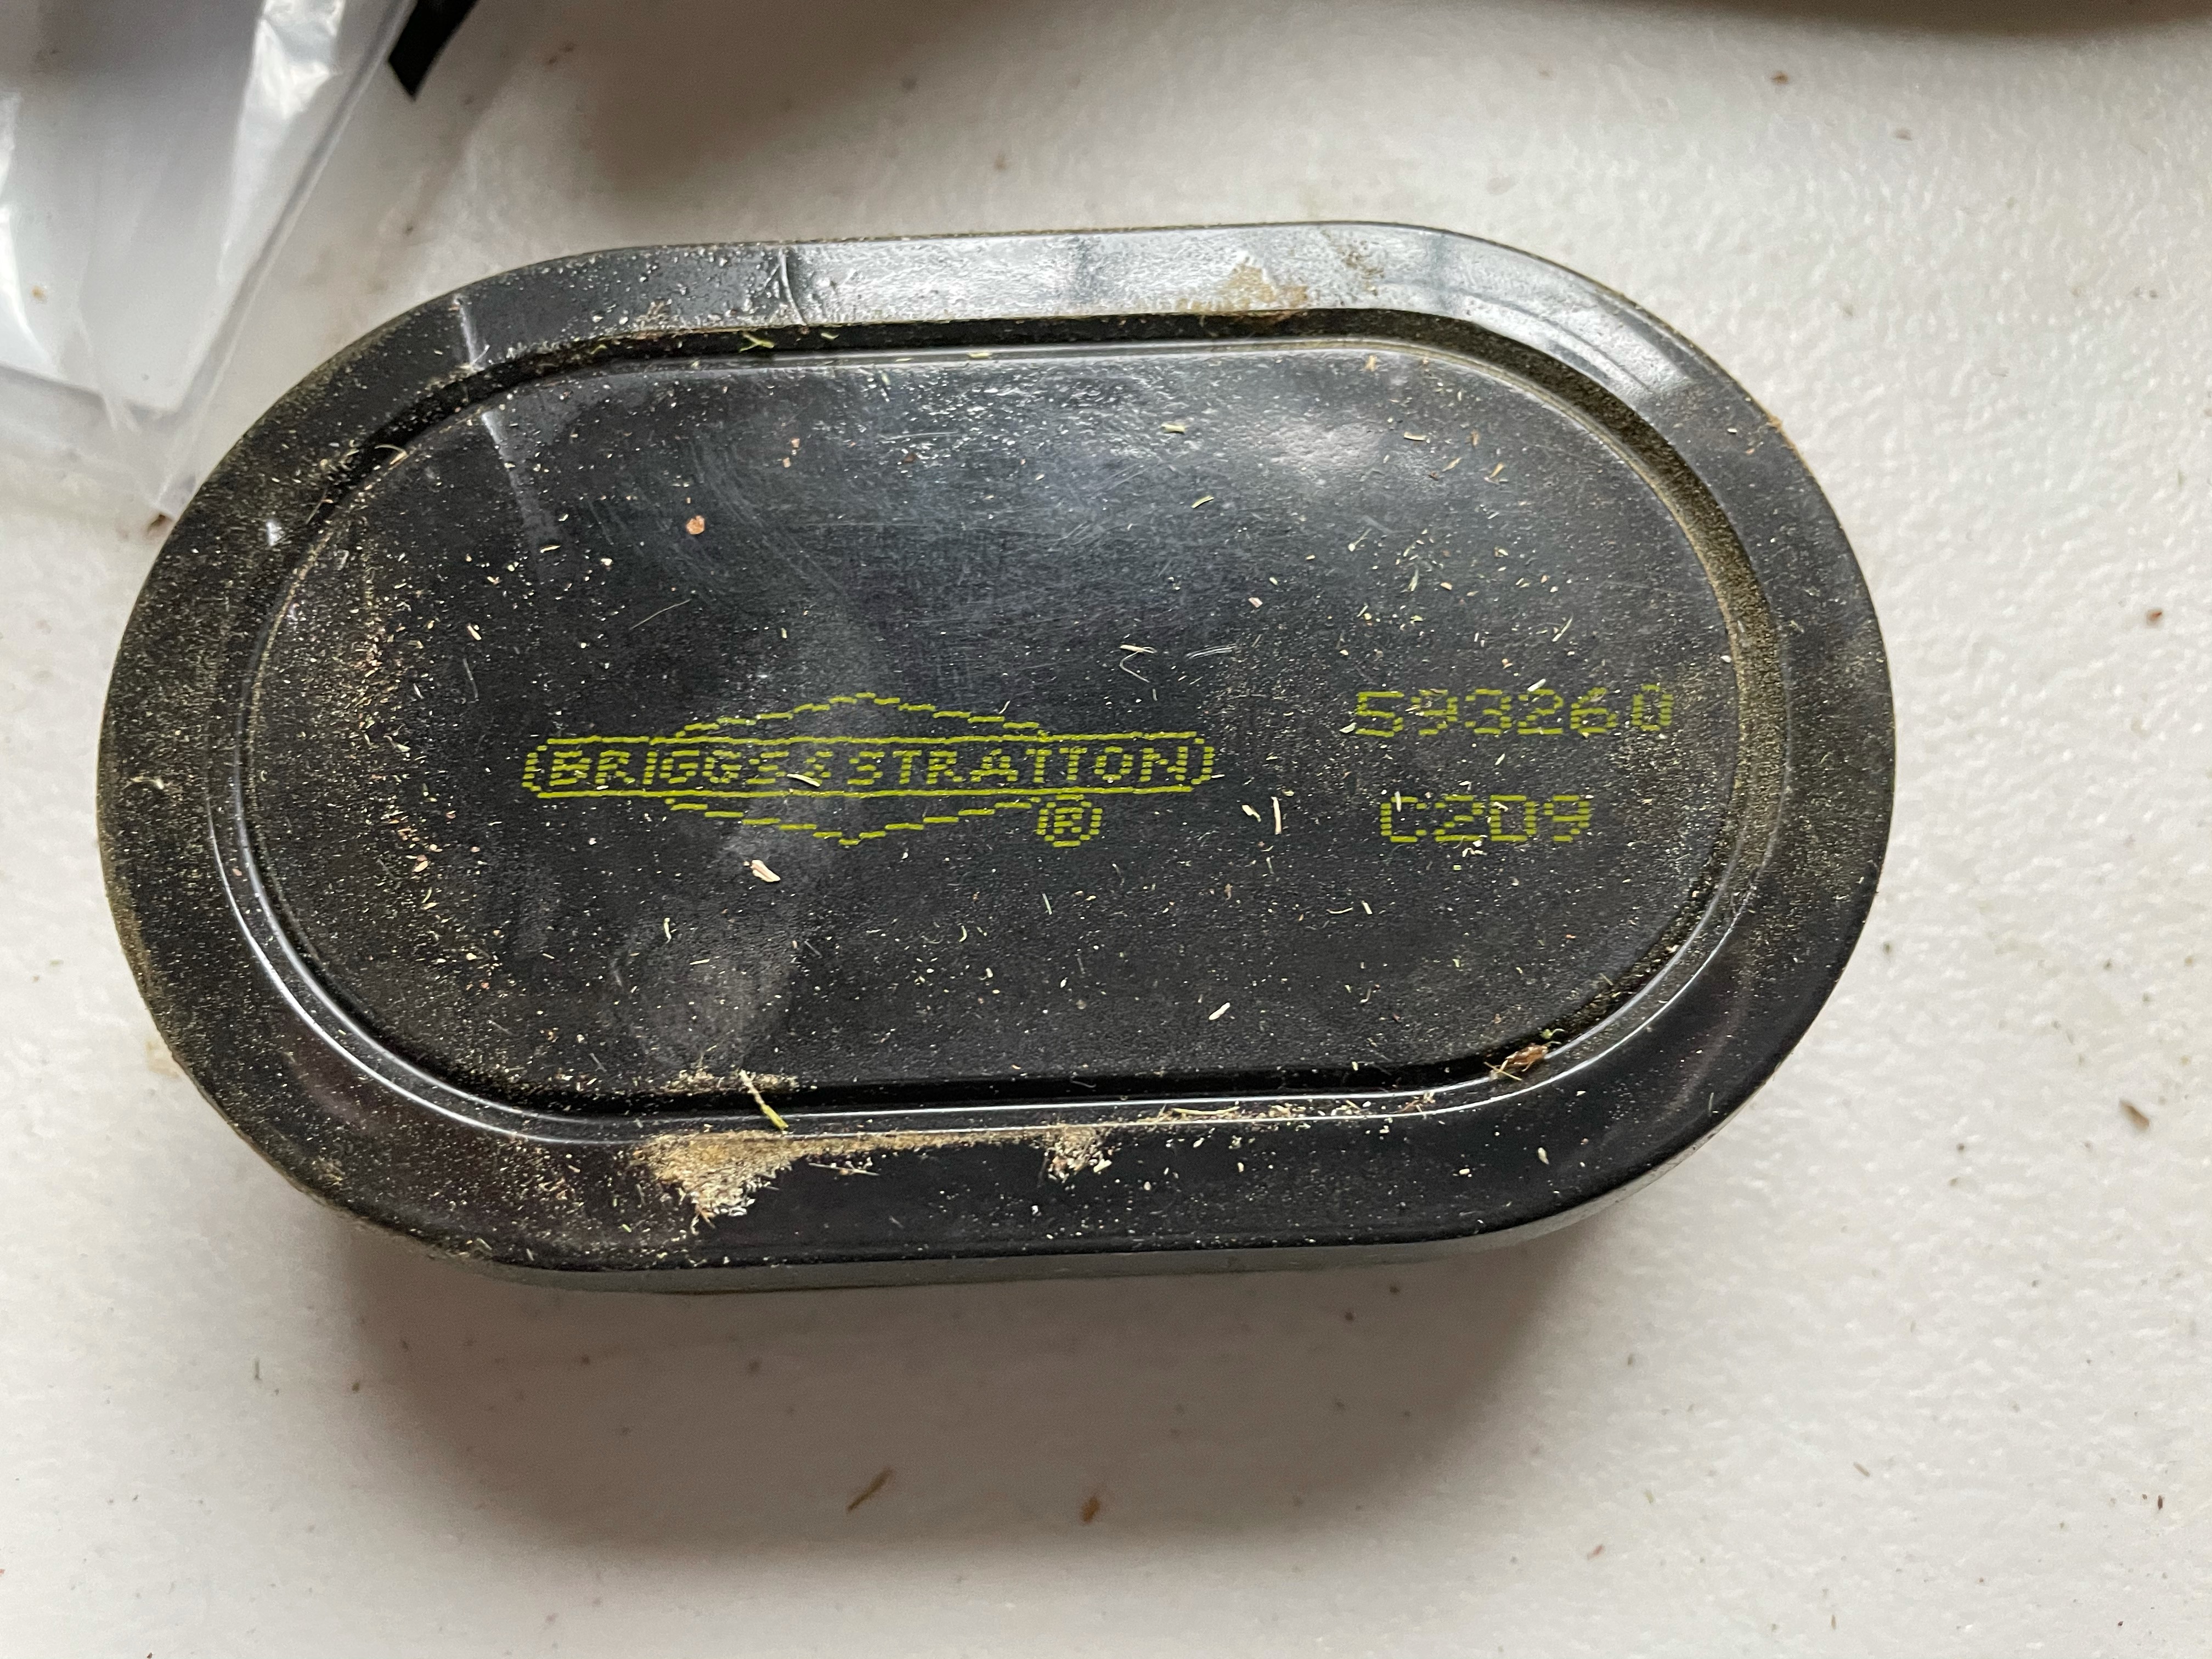 BRIGGS & STRATTON
®
593260
C2D9